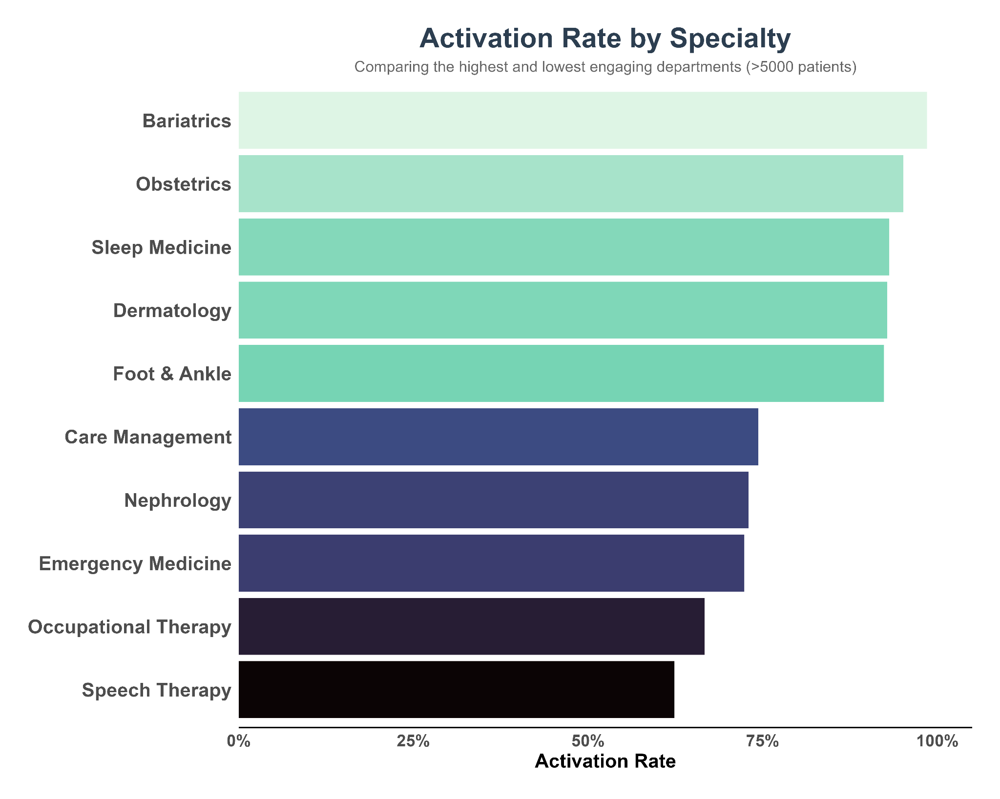 Activation Rate by Specialty
Comparing the highest and lowest engaging departments (>5000 patients)
Bariatrics
Obstetrics
Sleep Medicine
Dermatology
Foot & Ankle
Care Management
Nephrology
Emergency Medicine
Occupational Therapy
Speech Therapy
0% 25% 50% 75% 100%
Activation Rate